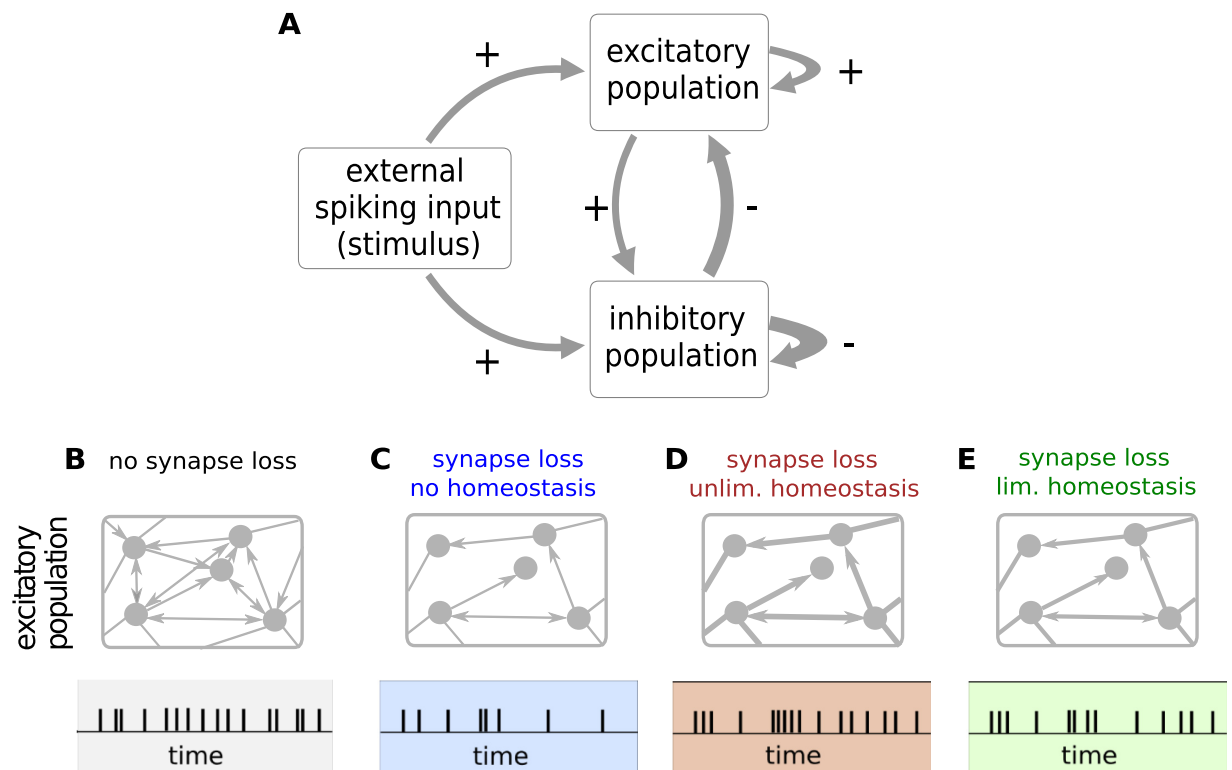 A
+
excitatory
population
+
external
spiking input
(stimulus)
+
-
inhibitory
population
-
+
B
no synapse loss
C
synapse loss
no homeostasis
D
synapse loss
unlim. homeostasis
E
synapse loss
lim. homeostasis
excitatory
population
time
time
time
time